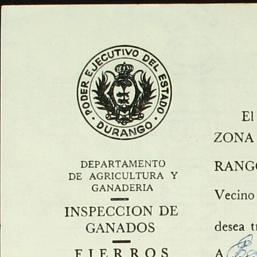 PODER EJECUTIVO DEL ESTADO
· DURANGO ·
DEPARTAMENTO
DE AGRICULTURA Y
GANADERIA
INSPECCION DE
GANADOS
FIERROS
El
ZONA
RANGO
Vecino
desea
A